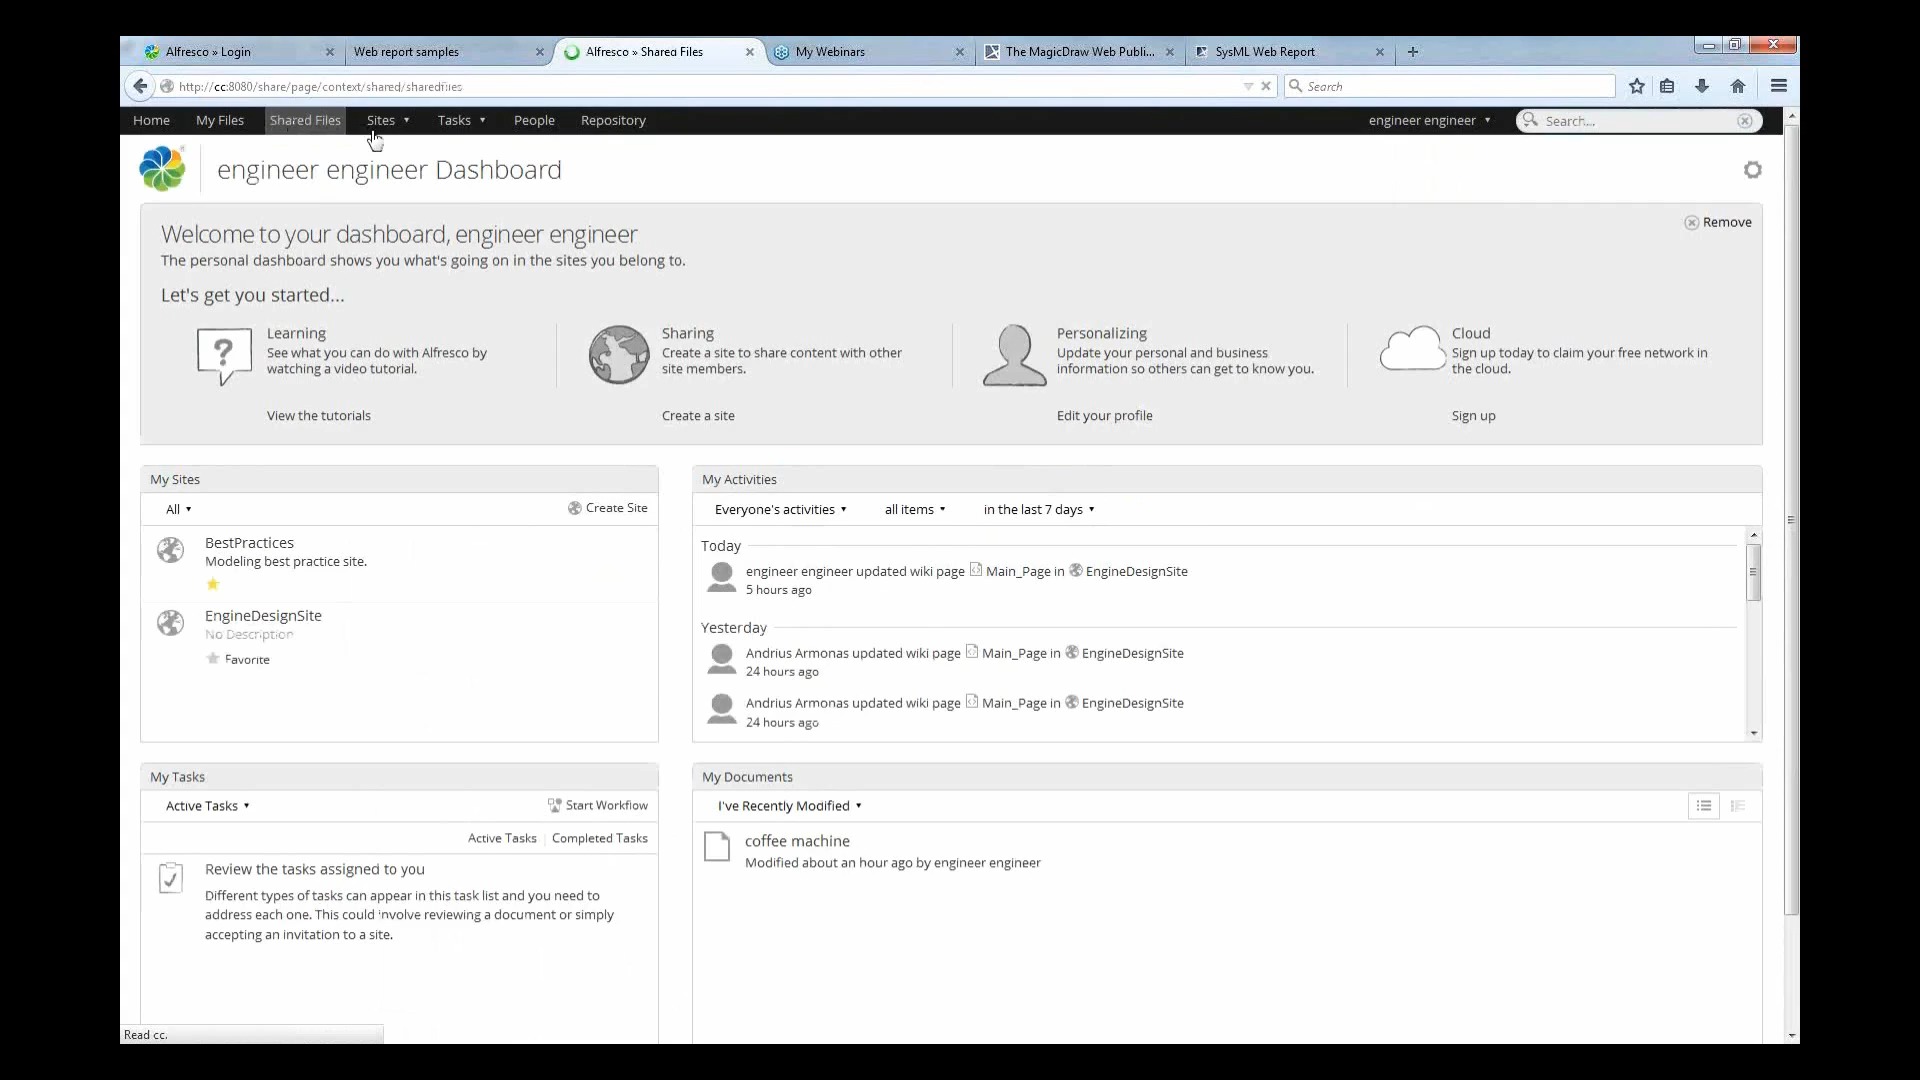 Alfresco » Login
Web report samples
Alfresco » Shared Files
My Webinars
The MagicDraw Web Publi...
SysML Web Report
http://cc:8080/share/page/context/shared/sharedfiles
Search
Home
My Files
Shared Files
Sites
Tasks
People
Repository
engineer engineer
Search...
engineer engineer Dashboard
Welcome to your dashboard, engineer engineer
Remove
The personal dashboard shows you what's going on in the sites you belong to.
Let's get you started...
Learning
See what you can do with Alfresco by
watching a video tutorial.
View the tutorials
Sharing
Create a site to share content with other
site members.
Create a site
Personalizing
Update your personal and business
information so others can get to know you.
Edit your profile
Cloud
Sign up today to claim your free network in
the cloud.
Sign up
My Sites
All
Create Site
BestPractices
Modeling best practice site.
EngineDesignSite
No Description
Favorite
My Activities
Everyone's activities
all items
in the last 7 days
Today
engineer engineer updated wiki page Main_Page in EngineDesignSite
5 hours ago
Yesterday
Andrius Armonas updated wiki page Main_Page in EngineDesignSite
24 hours ago
Andrius Armonas updated wiki page Main_Page in EngineDesignSite
24 hours ago
My Tasks
Active Tasks
Start Workflow
Active Tasks
Completed Tasks
Review the tasks assigned to you
Different types of tasks can appear in this task list and you need to
address each one. This could involve reviewing a document or simply
accepting an invitation to a site.
My Documents
I've Recently Modified
coffee machine
Modified about an hour ago by engineer engineer
Read cc.